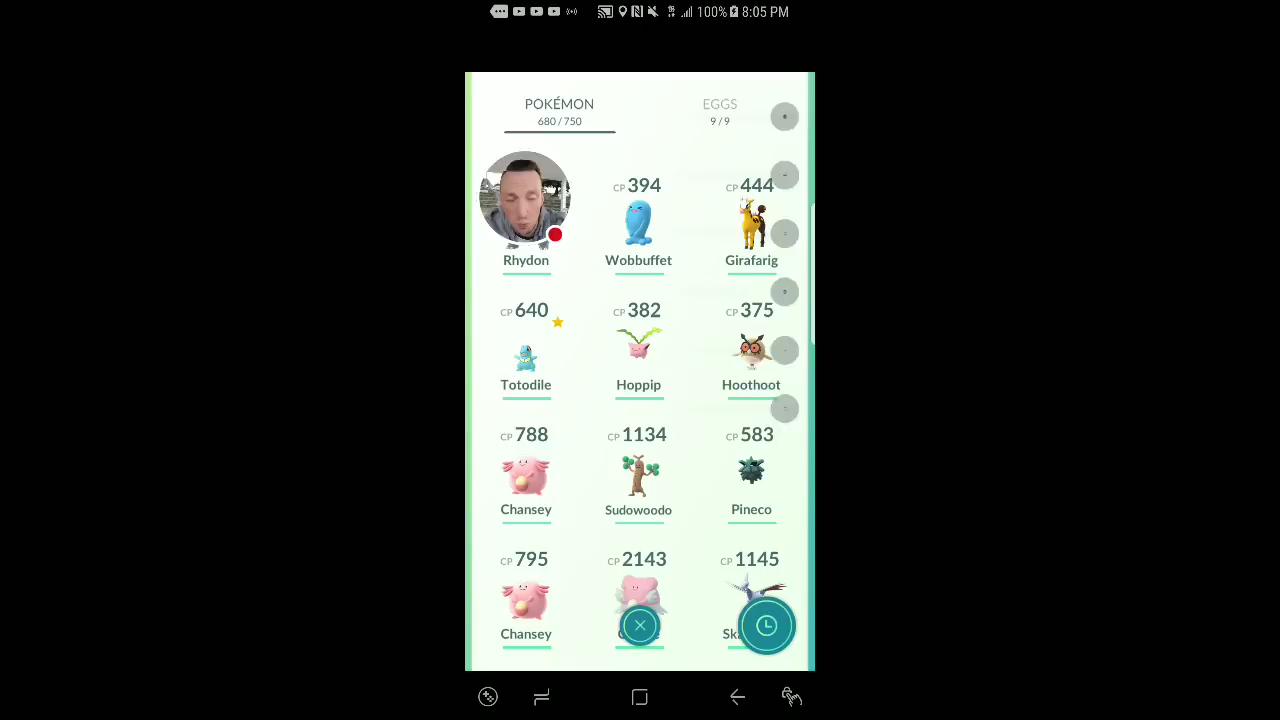 100% 8:05 PM
POKÉMON EGGS
680 / 750 9 / 9
CP 394 CP 444
Rhydon Wobbuffet Girafarig
CP 640 CP 382 CP 375
Totodile Hoppip Hoothoot
CP 788 CP 1134 CP 583
Chansey Sudowoodo Pineco
CP 795 CP 2143 CP 1145
Chansey Ska